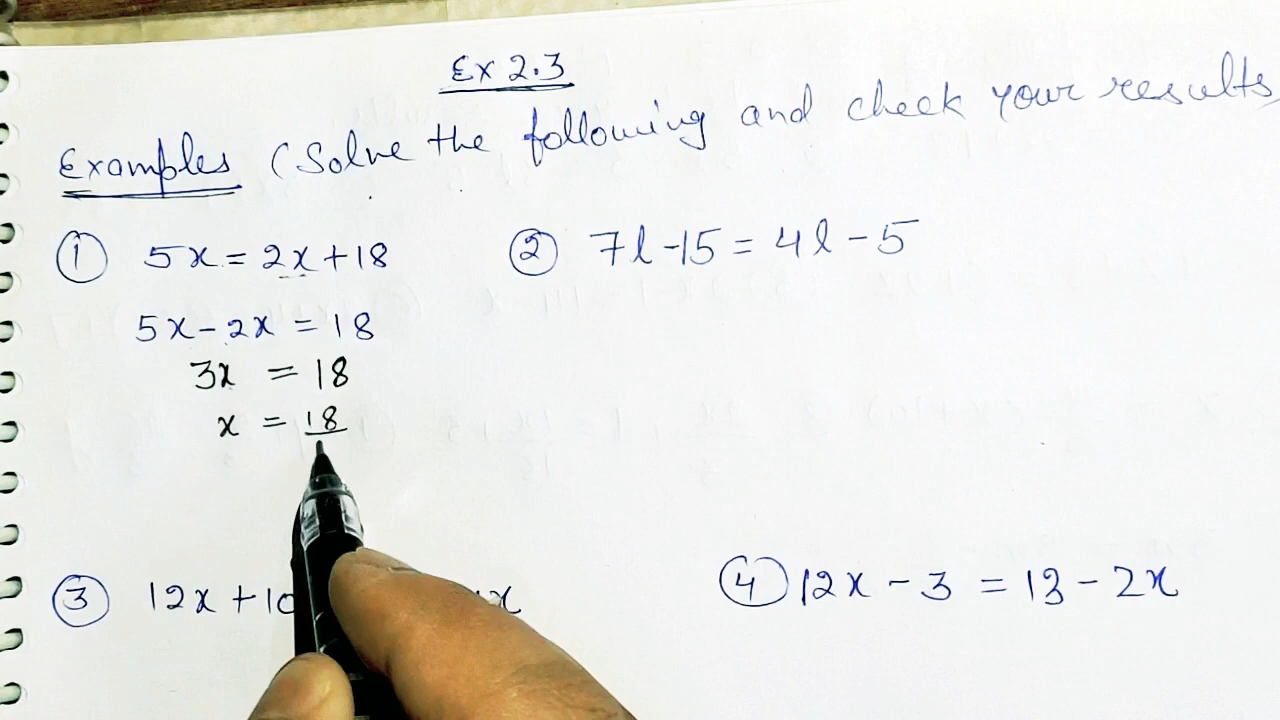 Ex 2.3
Examples (Solve the following and check your results
① 5x = 2x + 18
5x - 2x = 18
3x = 18
x = 18
② 7l - 15 = 4l - 5
③ 12x + 10 x
④ 12x - 3 = 13 - 2x